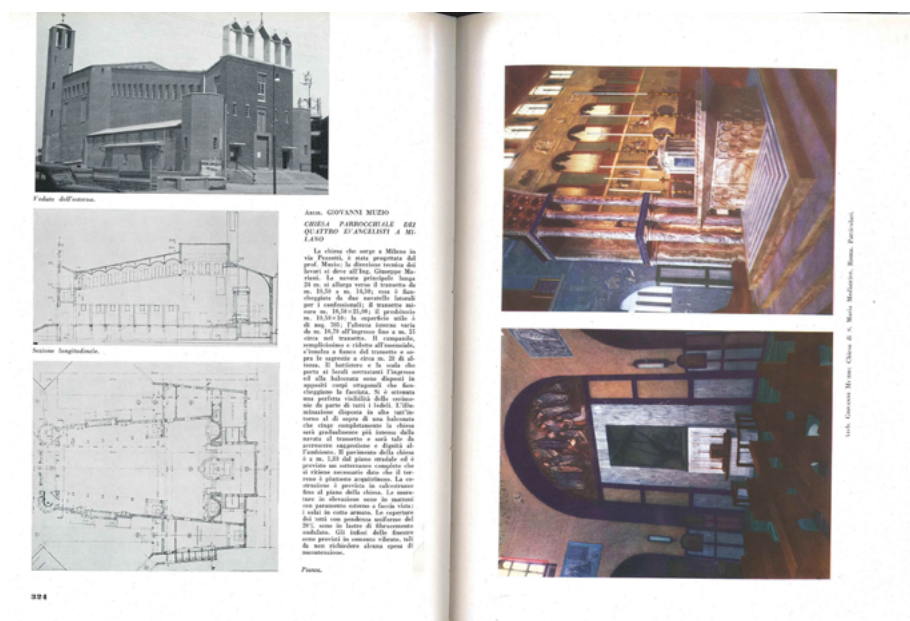 Veduta dell'esterno.
Sezione longitudinale.
Arch. GIOVANNI MUZIO
CHIESA PARROCCHIALE DEI
QUATTRO EVANGELISTI A MI-
LANO
La chiesa che sorge a Milano in
via Pezzotti, è stata progettata dal
prof. Muzio; la direzione tecnica dei
lavori si deve all'Ing. Giuseppe
La navata principale lunga
24 m. si allarga verso il transetto da
m. 10,50 a m. 14,50; essa è fian-
cheggiata da due navatelle laterali
per i confessionali; il transetto mi-
sura m. 10,50×25,00; il presbiterio
m. 10,50×10; la superficie utile è
di mq. 505; l'altezza interna varia
da m. 10,70 all'ingresso fino a m. 15
circa nel transetto. Il campanile,
semplicissimo e ridotto all'essenziale,
s'innalza a fianco del transetto e so-
pra le sagrestie a circa m. 28 di al-
tezza. Il battistero e la scala che
porta ai locali sovrastanti l'ingresso
ed alla balconata sono disposti in
appositi corpi ottagonali che fian-
cheggiano la facciata. Si è ottenuta
una perfetta visibilità delle cerimo-
nie da parte di tutti i fedeli. L'illu-
minazione disposta in alto tutt'in-
torno al di sopra di una balconata
che cinge completamente la chiesa
sarà gradualmente più intensa dalla
navata al transetto e sarà tale da
accrescere suggestione e dignità al-
l'ambiente. Il pavimento della chiesa
è a m. 1,80 dal piano stradale ed è
previsto un sotterraneo completo che
si ritiene necessario dato che il ter-
reno è piuttosto acquitrinoso. La co-
struzione è prevista in calcestruzzo
fino al piano della chiesa. Le mura-
ture in elevazione sono in mattoni
con paramento esterno a faccia vista;
i solai in cotto armato. Le coperture
dei tetti con pendenza uniforme del
20% sono in lastre di fibrocemento
ondulato. Gli infissi delle finestre
sono previsti in cemento vibrato, tali
da non richiedere alcuna spesa di
manutenzione.
Pianta.
324
Arch. GIOVANNI MUZIO: Chiesa di S. Maria Mediatrice, Roma. Particolari.